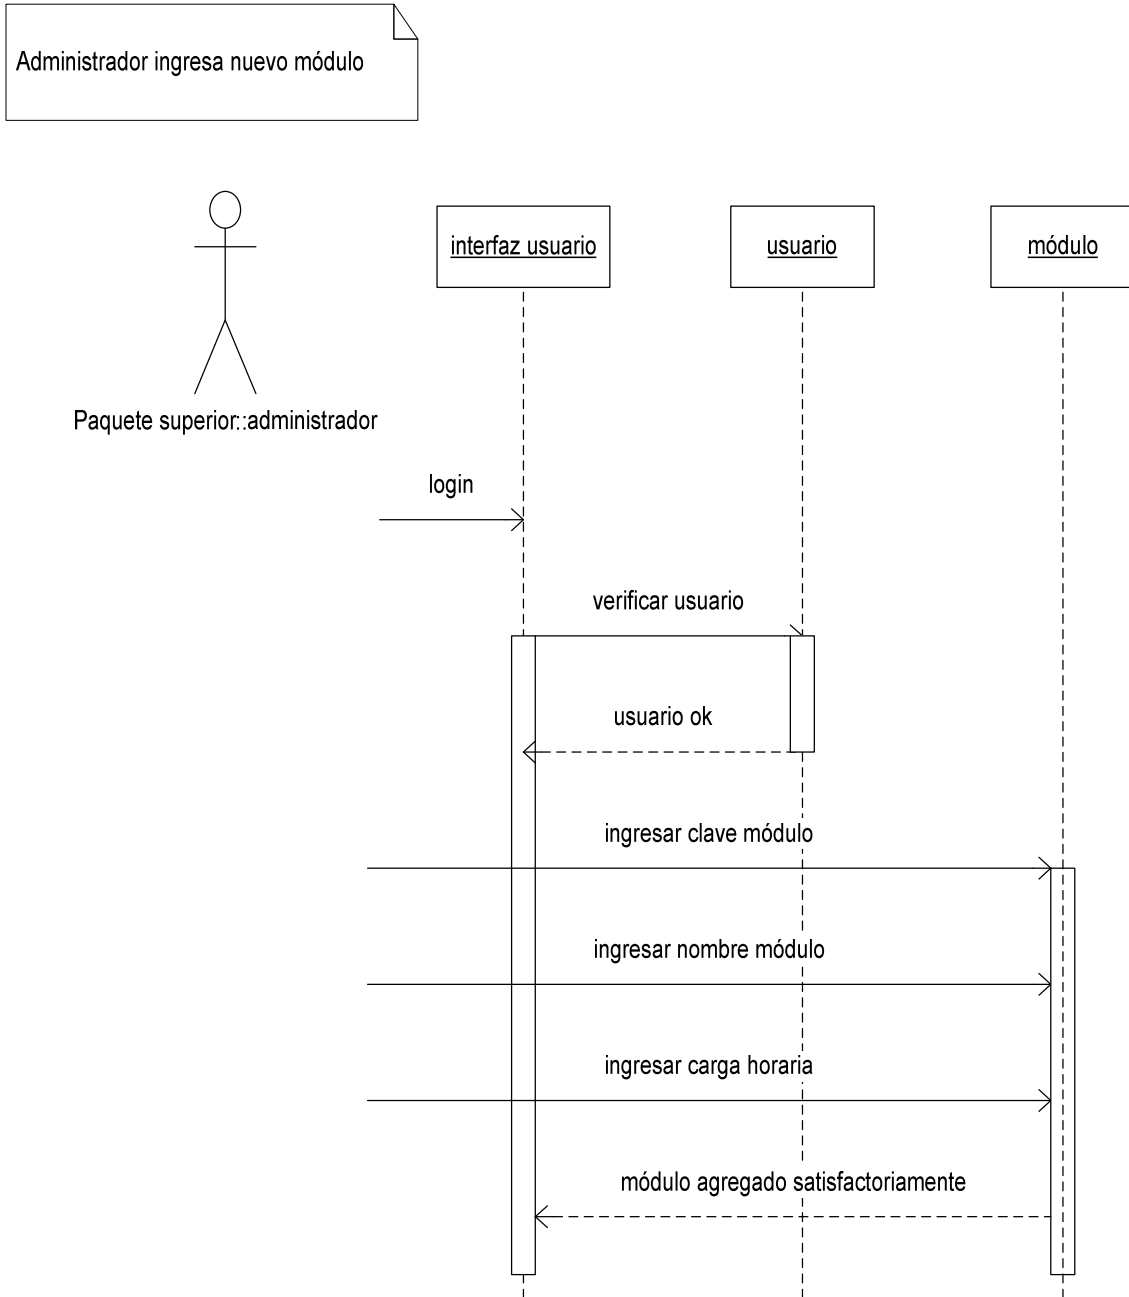 Administrador ingresa nuevo módulo
interfaz usuario
usuario
módulo
Paquete superior::administrador
login
verificar usuario
usuario ok
ingresar clave módulo
ingresar nombre módulo
ingresar carga horaria
módulo agregado satisfactoriamente